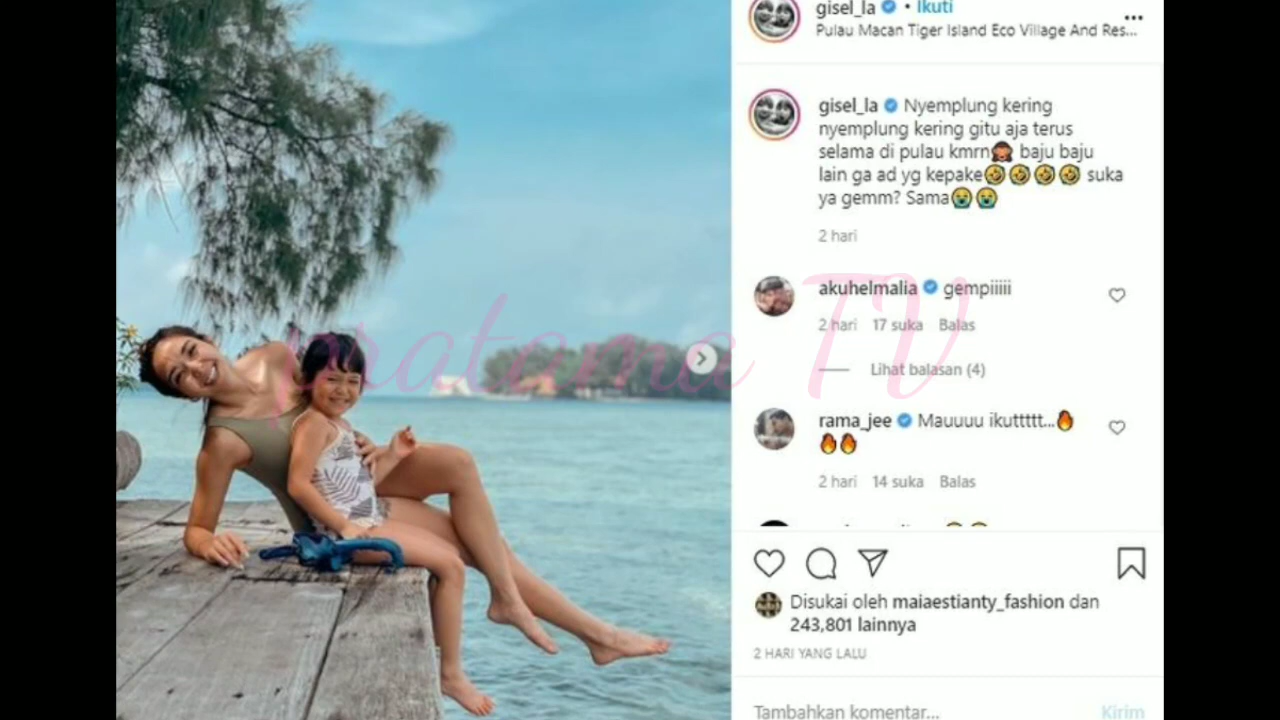 gisel_la • Ikuti
Pulau Macan Tiger Island Eco Village And Res...
gisel_la Nyemplung kering
nyemplung kering gitu aja terus
selama di pulau kmrn🙈 baju baju
lain ga ad yg kepake🤣🤣🤣🤣 suka
ya gemm? Sama😭😭
2 hari
akuhelmalia gempiiiii
2 hari 17 suka Balas
Lihat balasan (4)
rama_jee Mauuuu ikuttttt...🔥
🔥🔥
2 hari 14 suka Balas
Disukai oleh maiaestianty_fashion dan
243,801 lainnya
2 HARI YANG LALU
Tambahkan komentar... Kirim
pratama TV